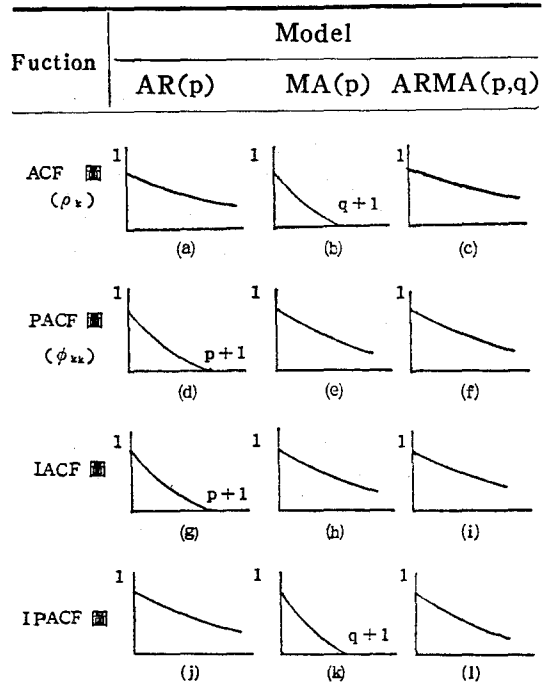 Model
Fuction
AR(p) MA(p) ARMA(p,q)
ACF 圖
(ρk)
1
(a)
1
q+1
(b)
1
(c)
PACF 圖
(φkk)
1
p+1
(d)
1
(e)
1
(f)
IACF 圖
1
p+1
(g)
1
(h)
1
(i)
IPACF 圖
1
(j)
1
q+1
(k)
1
(l)